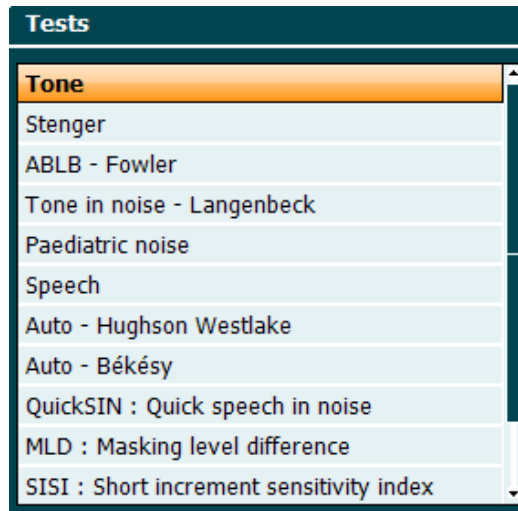 Tests
Tone
Stenger
ABLB - Fowler
Tone in noise - Langenbeck
Paediatric noise
Speech
Auto - Hughson Westlake
Auto - Békésy
QuickSIN : Quick speech in noise
MLD : Masking level difference
SISI : Short increment sensitivity index